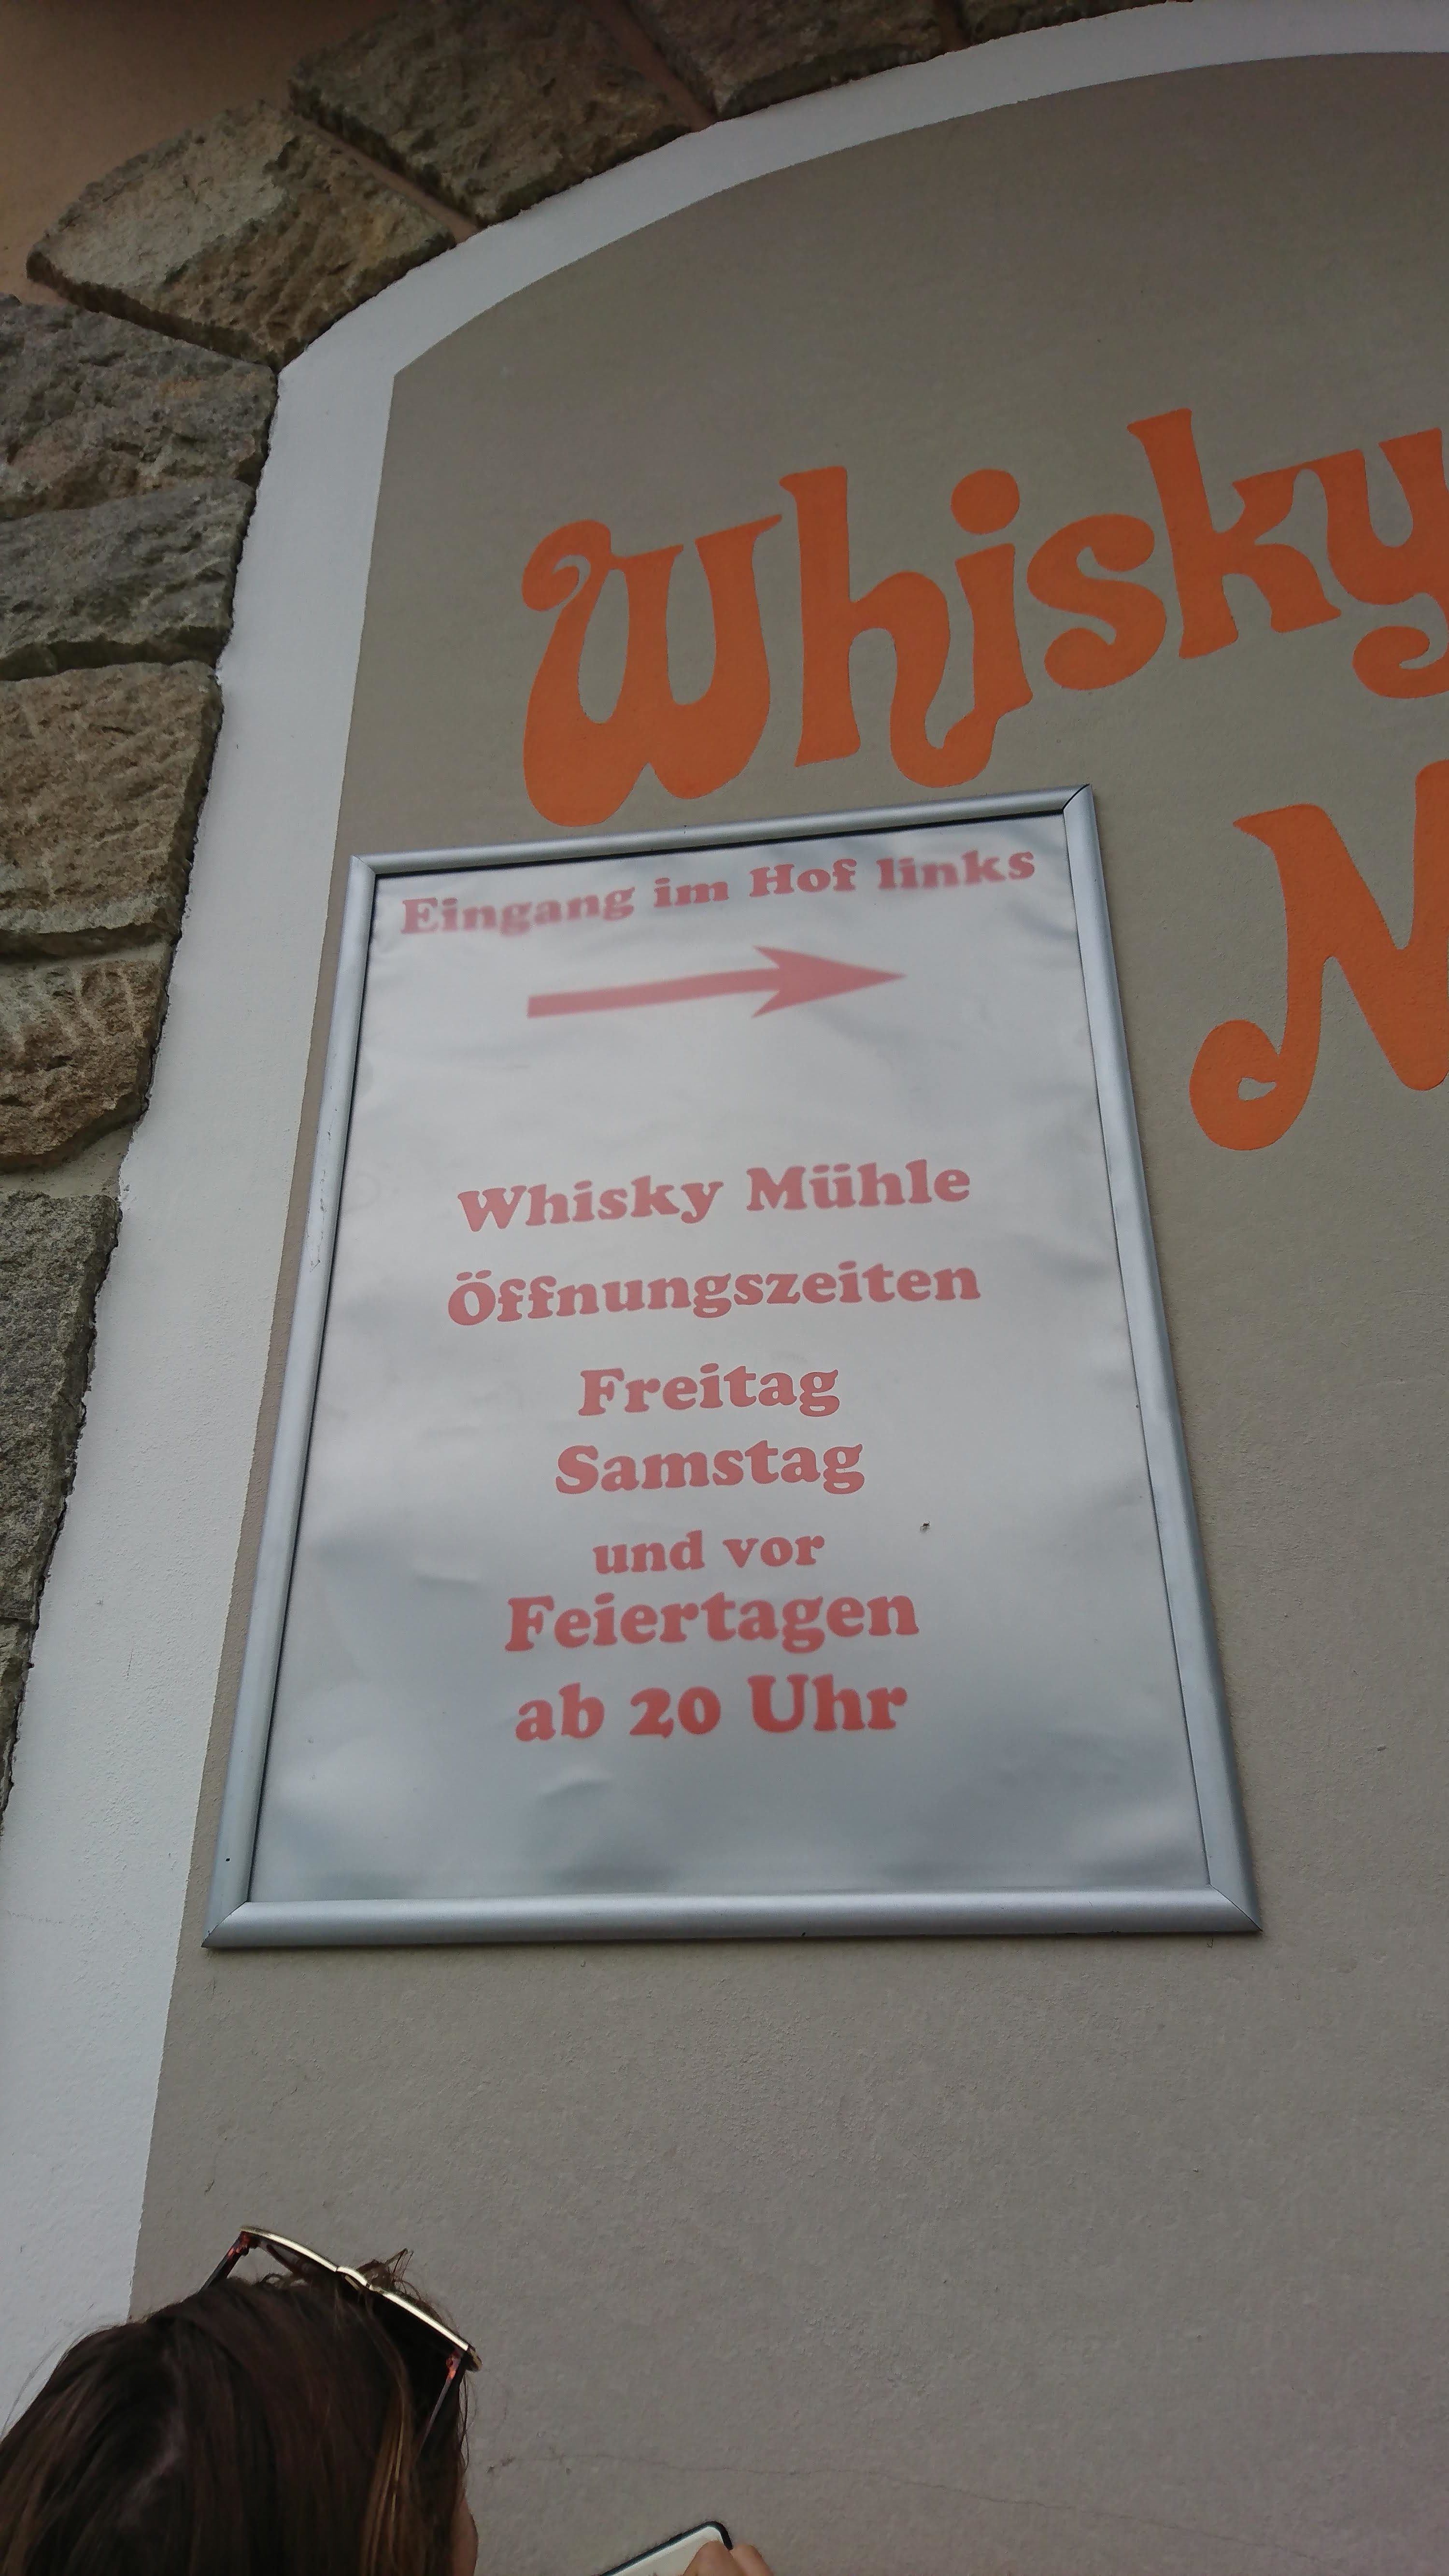 Whisky
Eingang im Hof links
Whisky Mühle
Öffnungszeiten
Freitag
Samstag
und vor
Feiertagen
ab 20 Uhr